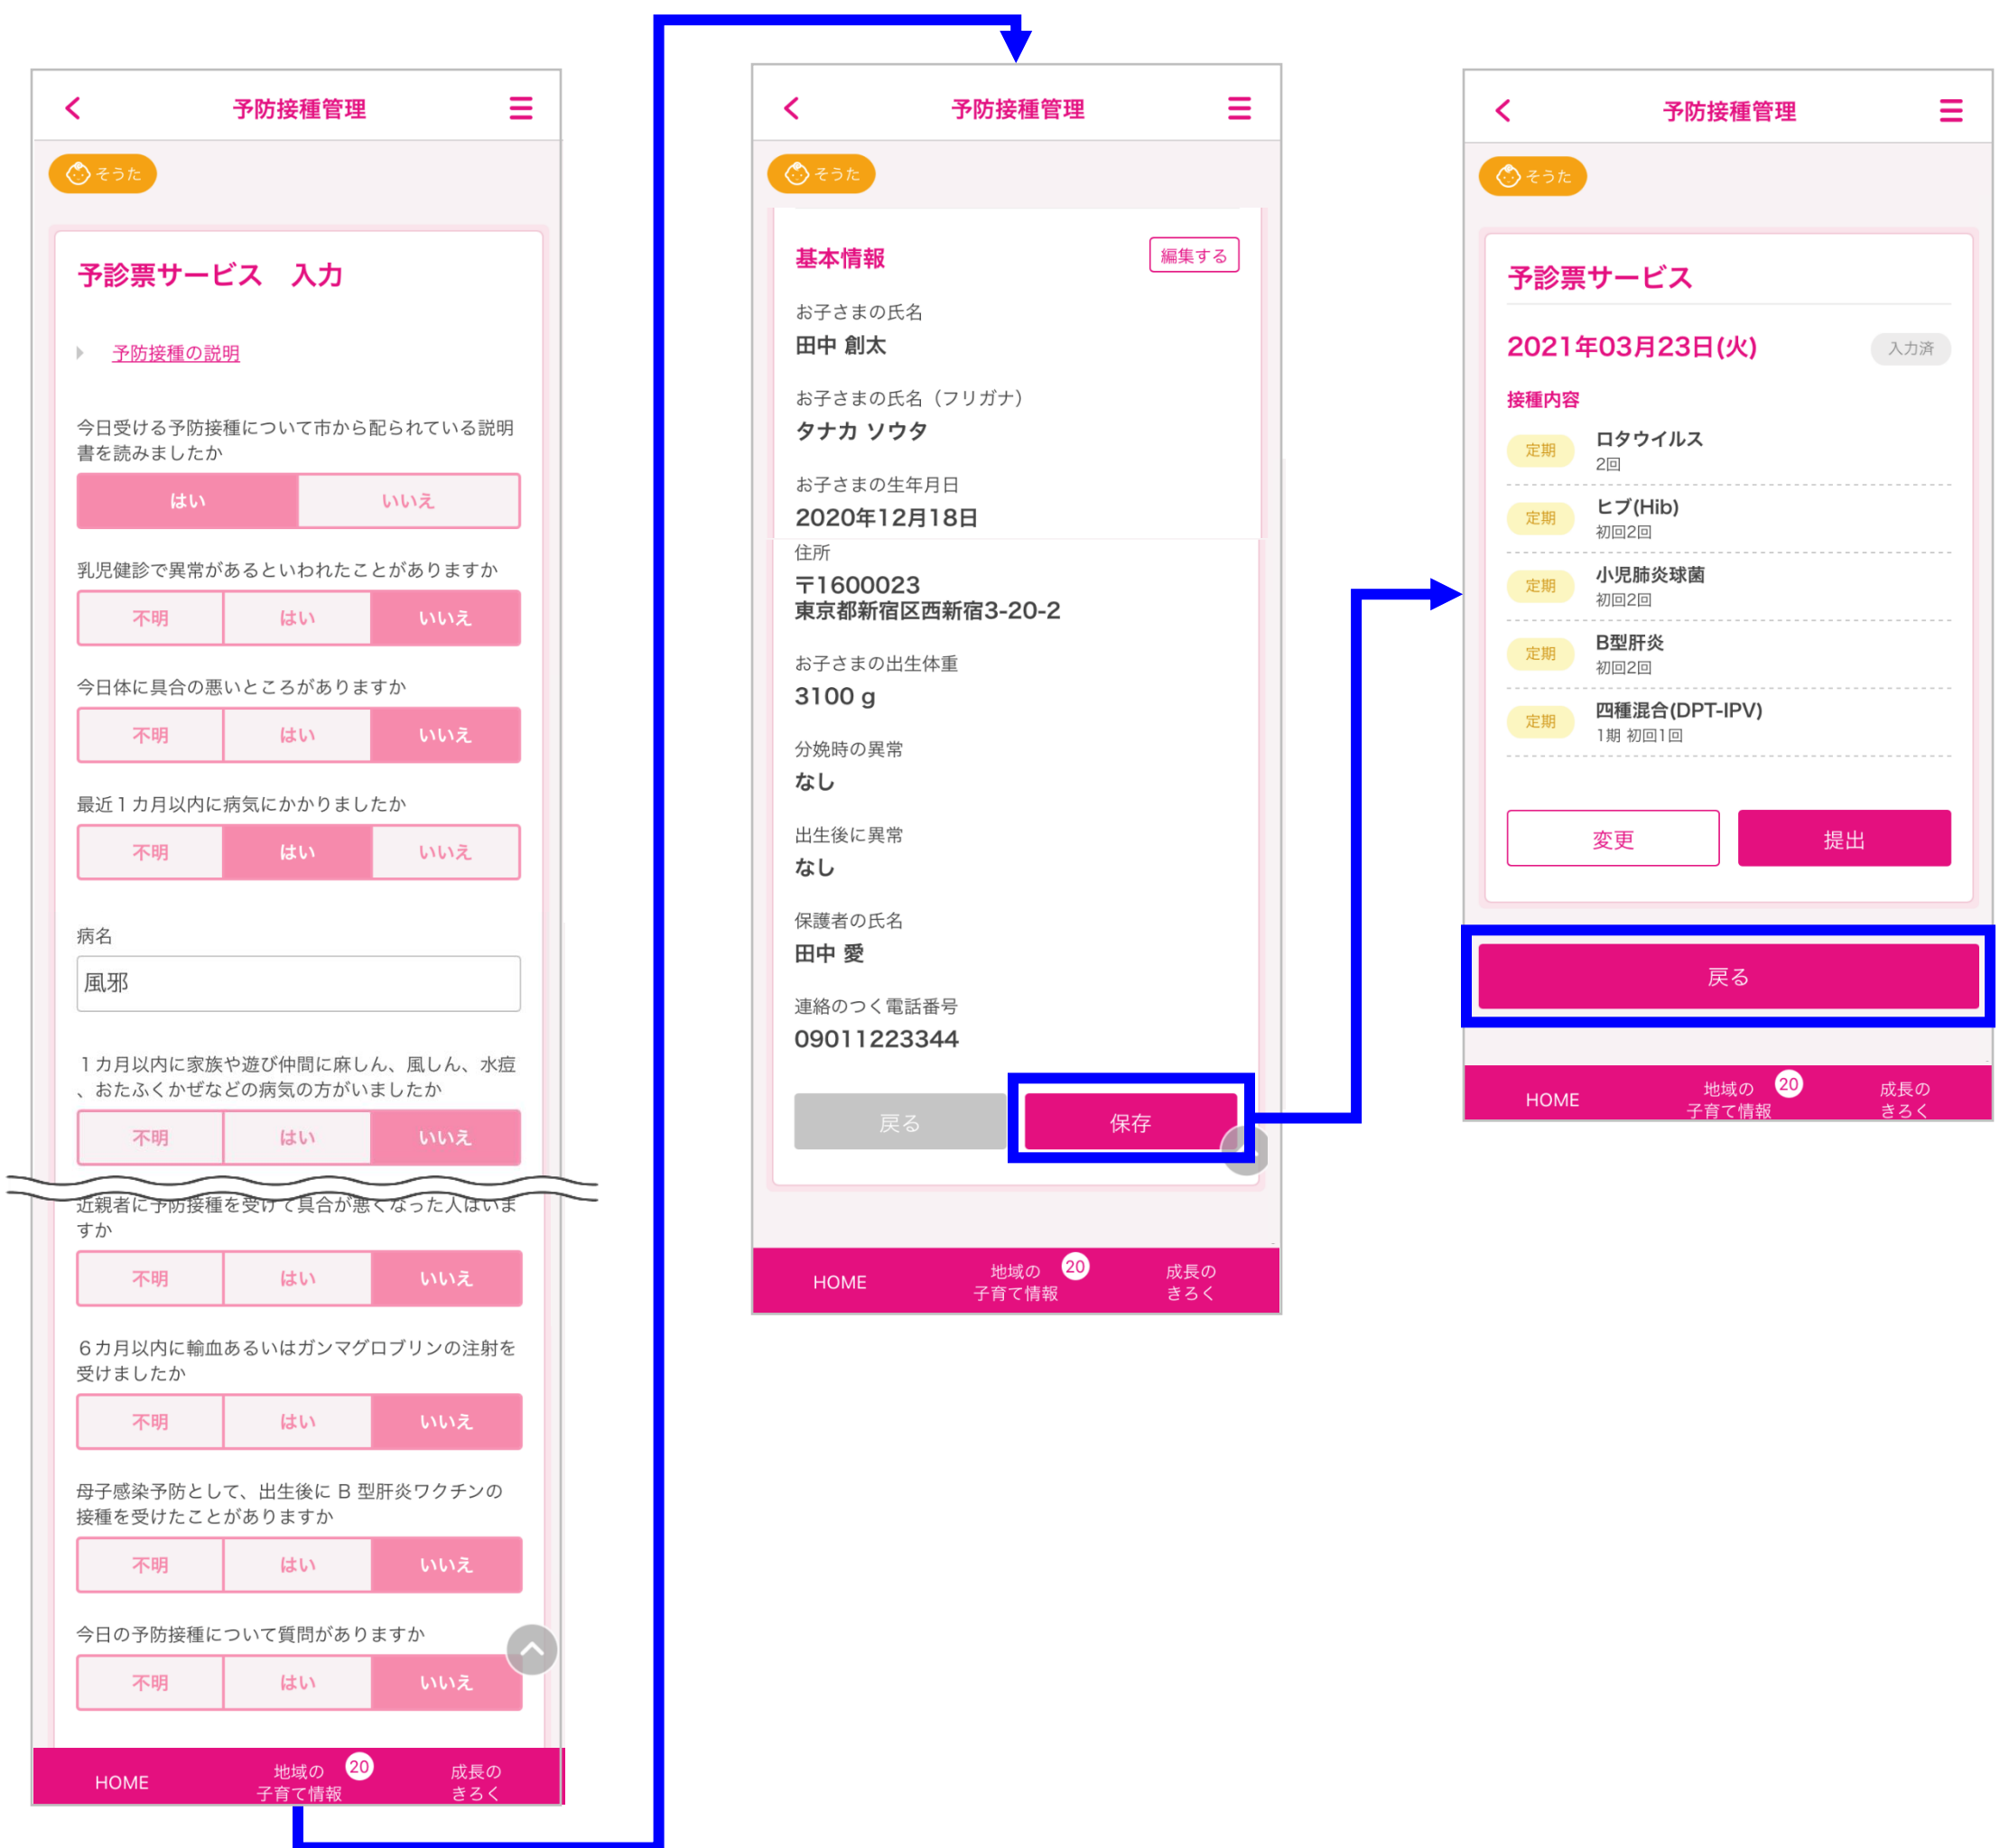 予防接種管理
そうた
予診票サービス　入力
予防接種の説明
今日受ける予防接種について市から配られている説明
書を読みましたか
はい いいえ
乳児健診で異常があるといわれたことがありますか
不明 はい いいえ
今日体に具合の悪いところがありますか
不明 はい いいえ
最近１カ月以内に病気にかかりましたか
不明 はい いいえ
病名
風邪
１カ月以内に家族や遊び仲間に麻しん、風しん、水痘
、おたふくかぜなどの病気の方がいましたか
不明 はい いいえ
近親者に予防接種を受けて具合が悪くなった人はいま
すか
不明 はい いいえ
６カ月以内に輸血あるいはガンマグロブリンの注射を
受けましたか
不明 はい いいえ
母子感染予防として、出生後に B 型肝炎ワクチンの
接種を受けたことがありますか
不明 はい いいえ
今日の予防接種について質問がありますか
不明 はい いいえ
HOME 地域の 20 成長の
子育て情報 きろく
予防接種管理
そうた
基本情報 編集する
お子さまの氏名
田中 創太
お子さまの氏名（フリガナ）
タナカ ソウタ
お子さまの生年月日
2020年12月18日
住所
〒1600023
東京都新宿区西新宿3-20-2
お子さまの出生体重
3100 g
分娩時の異常
なし
出生後に異常
なし
保護者の氏名
田中 愛
連絡のつく電話番号
09011223344
戻る 保存
HOME 地域の 20 成長の
子育て情報 きろく
予防接種管理
そうた
予診票サービス
2021年03月23日(火) 入力済
接種内容
定期 ロタウイルス
2回
定期 ヒブ(Hib)
初回2回
定期 小児肺炎球菌
初回2回
定期 B型肝炎
初回2回
定期 四種混合(DPT-IPV)
1期 初回1回
変更 提出
戻る
HOME 地域の 20 成長の
子育て情報 きろく